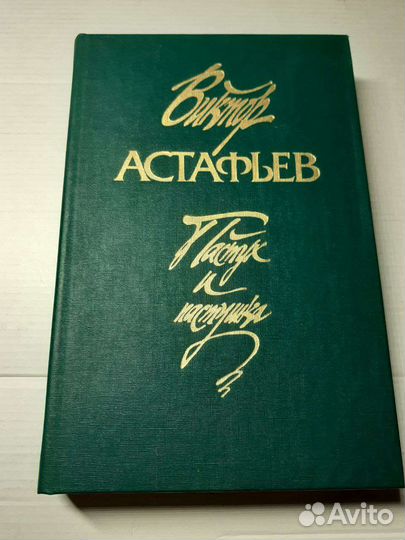 Виктор
АСТАФЬЕВ
Пастух
и
пастушка
Avito